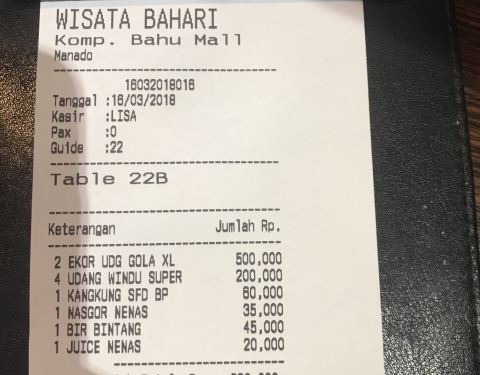 WISATA BAHARI
Komp. Bahu Mall
Manado
16032018016
Tanggal :16/03/2018
Kasir :LISA
Pax :0
Guide :22
Table 22B
Keterangan Jumlah Rp.
2 EKOR UDG GOLA XL 500,000
4 UDANG WINDU SUPER 200,000
1 KANGKUNG SFD BP 60,000
1 NASGOR NENAS 35,000
1 BIR BINTANG 45,000
1 JUICE NENAS 20,000